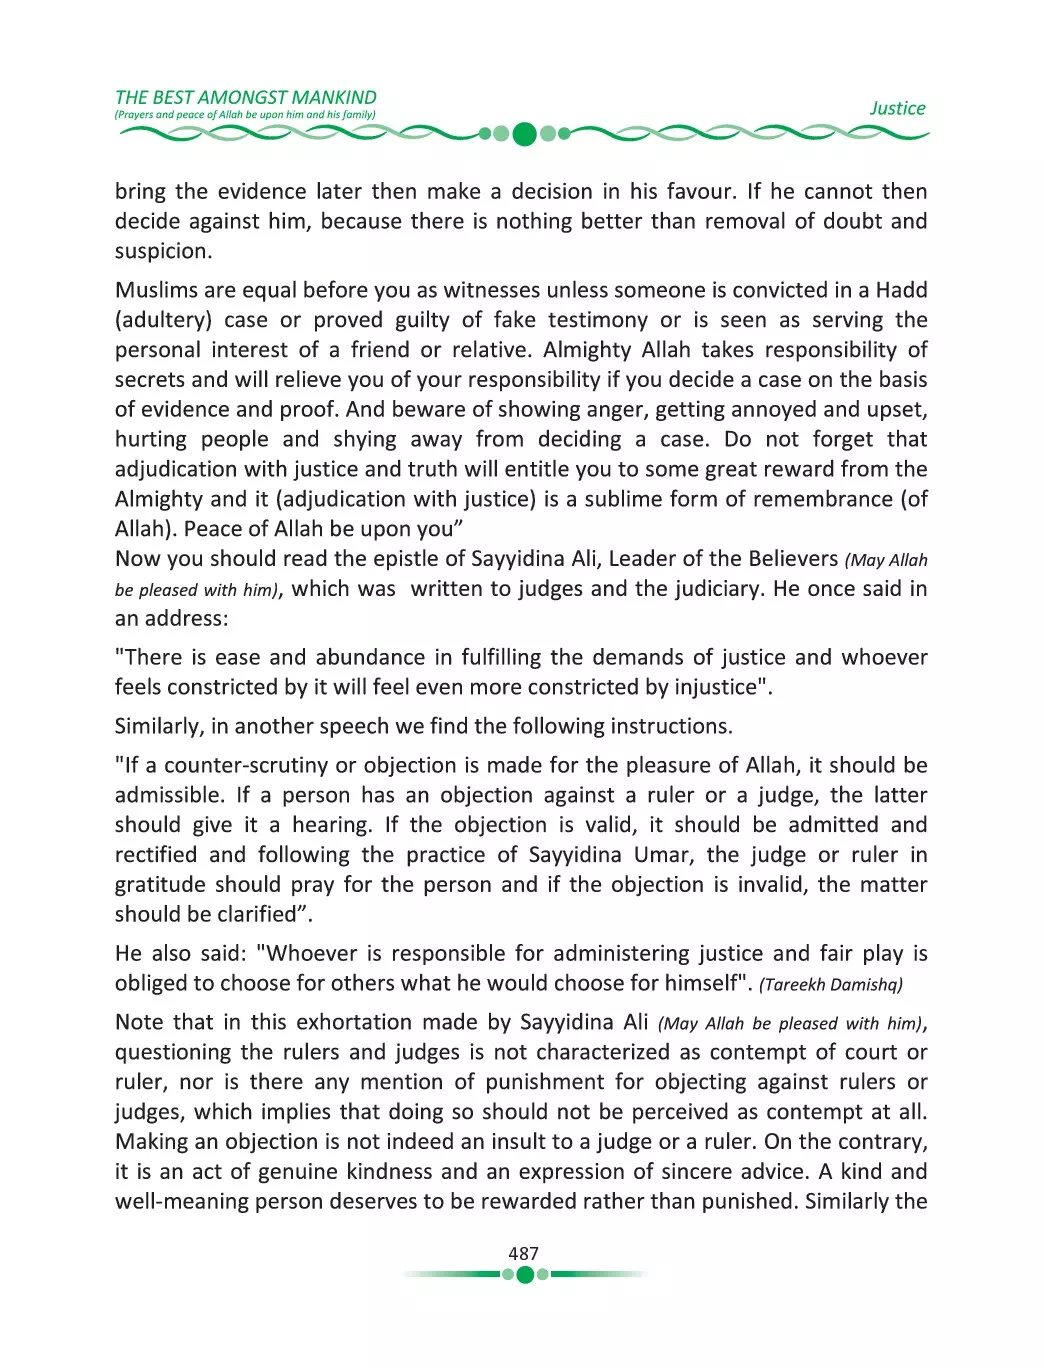 THE BEST AMONGST MANKIND
(Prayers and peace of Allah be upon him and his family)
Justice
bring the evidence later then make a decision in his favour. If he cannot then
decide against him, because there is nothing better than removal of doubt and
suspicion.
Muslims are equal before you as witnesses unless someone is convicted in a Hadd
(adultery) case or proved guilty of fake testimony or is seen as serving the
personal interest of a friend or relative. Almighty Allah takes responsibility of
secrets and will relieve you of your responsibility if you decide a case on the basis
of evidence and proof. And beware of showing anger, getting annoyed and upset,
hurting people and shying away from deciding a case. Do not forget that
adjudication with justice and truth will entitle you to some great reward from the
Almighty and it (adjudication with justice) is a sublime form of remembrance (of
Allah). Peace of Allah be upon you”
Now you should read the epistle of Sayyidina Ali, Leader of the Believers (May Allah
be pleased with him), which was written to judges and the judiciary. He once said in
an address:
"There is ease and abundance in fulfilling the demands of justice and whoever
feels constricted by it will feel even more constricted by injustice".
Similarly, in another speech we find the following instructions.
"If a counter-scrutiny or objection is made for the pleasure of Allah, it should be
admissible. If a person has an objection against a ruler or a judge, the latter
should give it a hearing. If the objection is valid, it should be admitted and
rectified and following the practice of Sayyidina Umar, the judge or ruler in
gratitude should pray for the person and if the objection is invalid, the matter
should be clarified”.
He also said: "Whoever is responsible for administering justice and fair play is
obliged to choose for others what he would choose for himself". (Tareekh Damishq)
Note that in this exhortation made by Sayyidina Ali (May Allah be pleased with him),
questioning the rulers and judges is not characterized as contempt of court or
ruler, nor is there any mention of punishment for objecting against rulers or
judges, which implies that doing so should not be perceived as contempt at all.
Making an objection is not indeed an insult to a judge or a ruler. On the contrary,
it is an act of genuine kindness and an expression of sincere advice. A kind and
well-meaning person deserves to be rewarded rather than punished. Similarly the
487